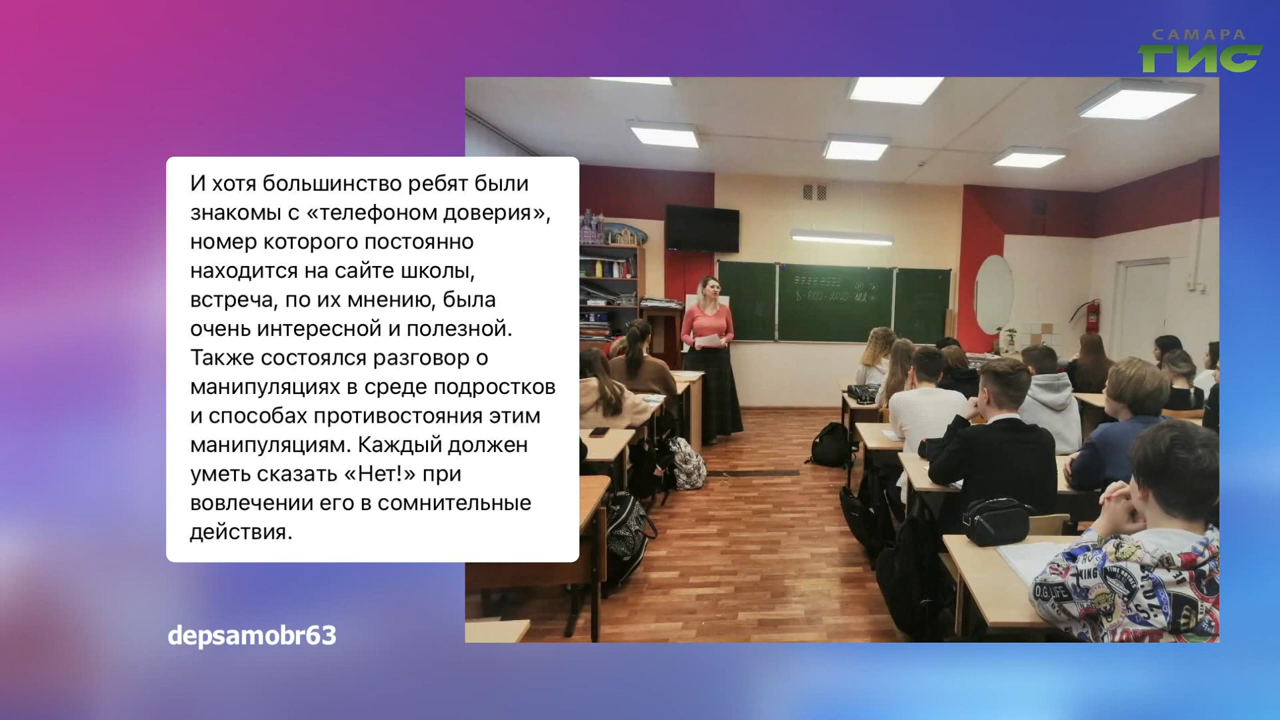 САМАРА
ГИС
И хотя большинство ребят были
знакомы с «телефоном доверия»,
номер которого постоянно
находится на сайте школы,
встреча, по их мнению, была
очень интересной и полезной.
Также состоялся разговор о
манипуляциях в среде подростков
и способах противостояния этим
манипуляциям. Каждый должен
уметь сказать «Нет!» при
вовлечении его в сомнительные
действия.
KING
O.G.LIFE
depsamobr63